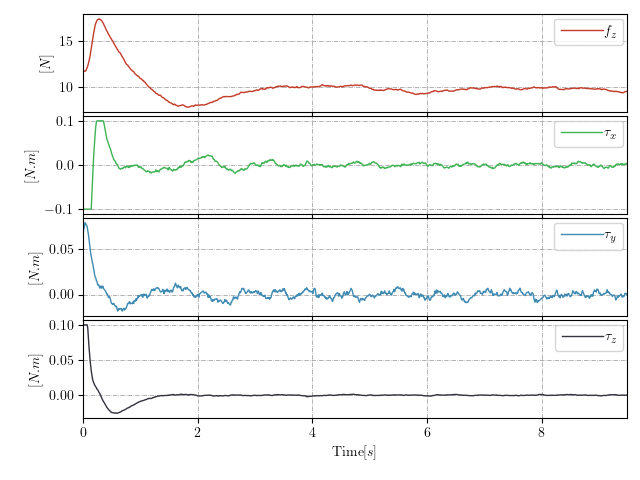 15
10
[N]
f_z
0.1
0.0
−0.1
[N.m]
τ_x
0.05
0.00
[N.m]
τ_y
0.10
0.05
0.00
[N.m]
τ_z
0 2 4 6 8
Time[s]